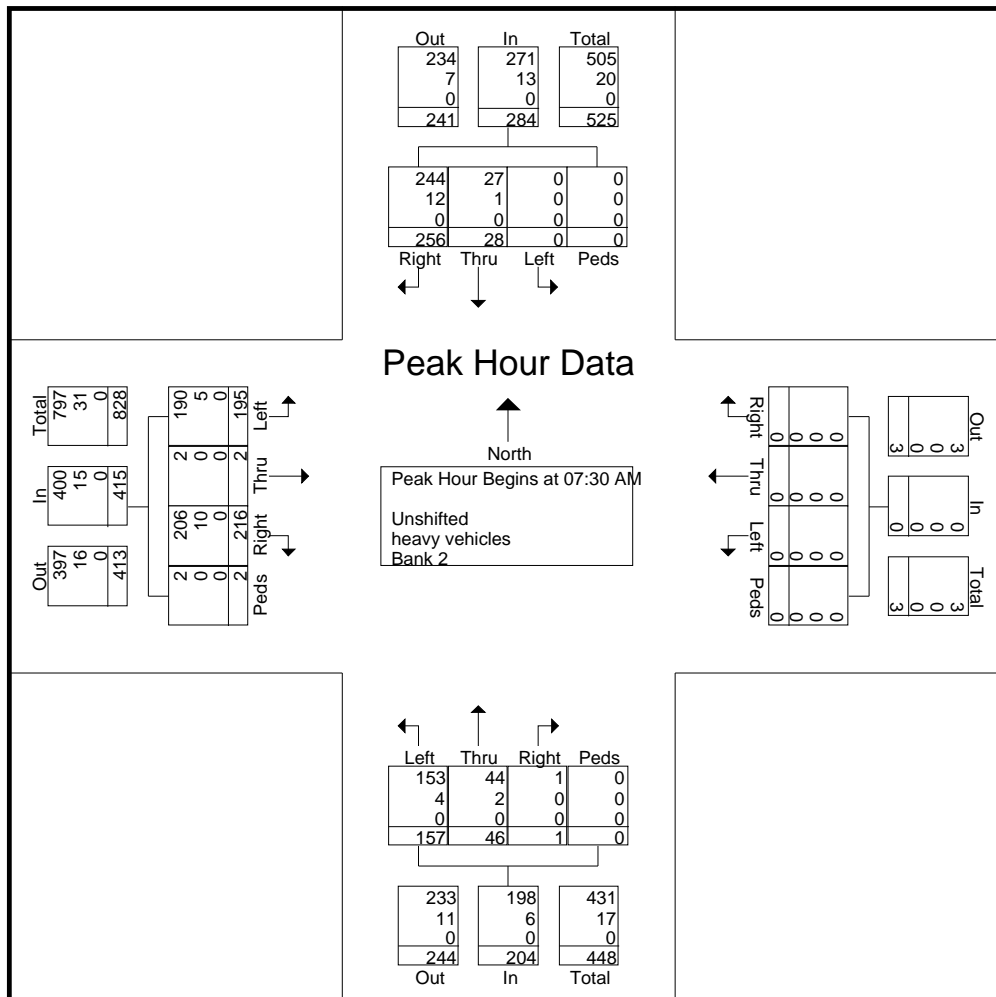 Out In Total
234 271 505
7 13 20
0 0 0
241 284 525
244 27 0 0
12 1 0 0
0 0 0 0
256 28 0 0
Right Thru Left Peds
Peak Hour Data
North
Peak Hour Begins at 07:30 AM
Unshifted
heavy vehicles
Bank 2
Total
797 31 0 828
In
400 15 0 415
Out
397 16 0 413
190 5 0 195
Left
2 0 0 2
Thru
206 10 0 216
Right
2 0 0 2
Peds
Right
0 0 0 0
Thru
0 0 0 0
Left
0 0 0 0
Peds
0 0 0 0
Out
3 0 0 3
In
0 0 0 0
Total
3 0 0 3
Left Thru Right Peds
153 44 1 0
4 2 0 0
0 0 0 0
157 46 1 0
233 198 431
11 6 17
0 0 0
244 204 448
Out In Total